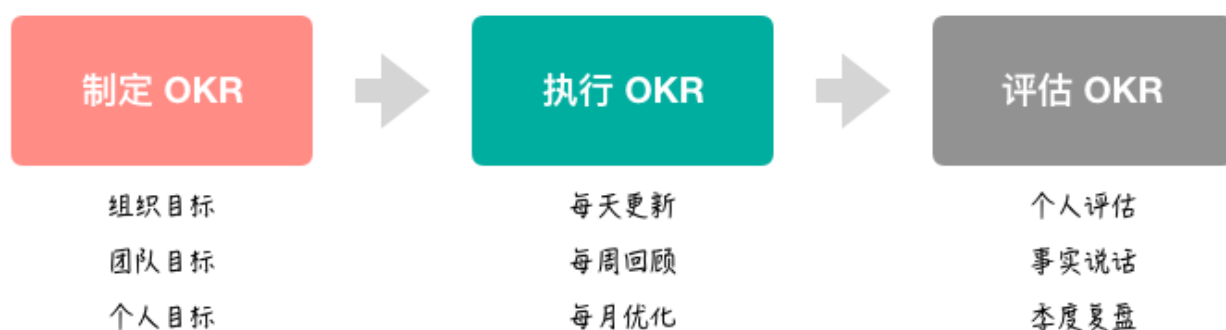 制定 OKR
执行 OKR
评估 OKR
组织目标
每天更新
个人评估
团队目标
每周回顾
事实说话
个人目标
每月优化
季度复盘